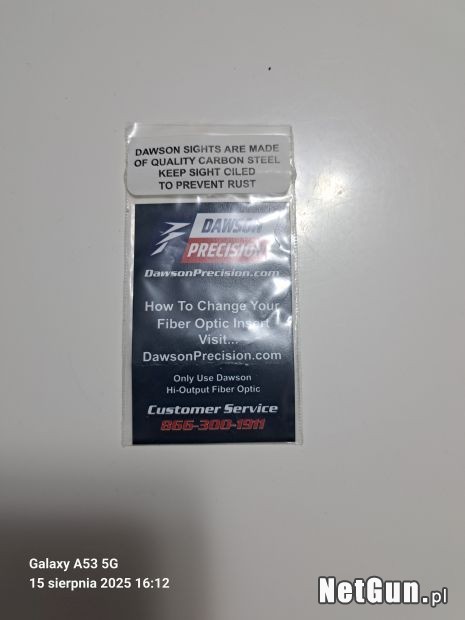 DAWSON SIGHTS ARE MADE
OF QUALITY CARBON STEEL
KEEP SIGHT CILED
TO PREVENT RUST
DAWSON
PRECISION
DawsonPrecision.com
How To Change Your
Fiber Optic Insert
Visit...
DawsonPrecision.com
Only Use Dawson
Hi-Output Fiber Optic
Customer Service
866-300-1911
Galaxy A53 5G
15 sierpnia 2025 16:12
NetGun.pl